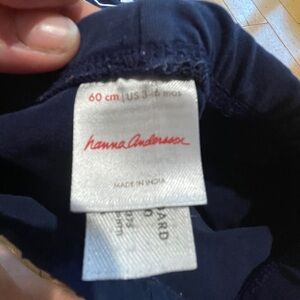 60 cm | US 3-6 mos
hanna Andersson
MADE IN INDIA